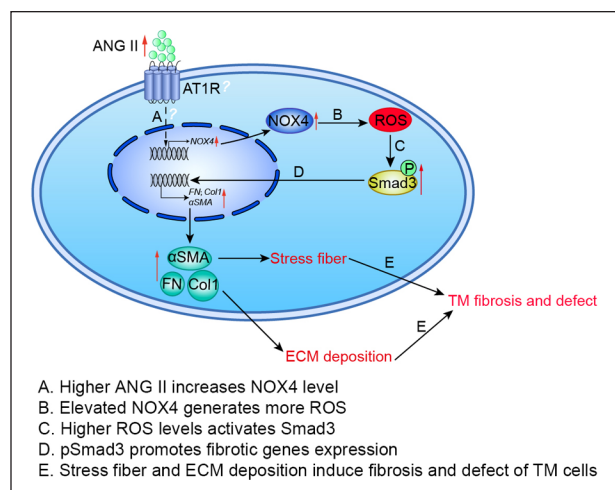 ANG II
AT1R?
A ?
NOX4
NOX4
B
ROS
C
P
Smad3
D
FN; Col1
αSMA
αSMA
FN
Col1
Stress fiber
E
TM fibrosis and defect
E
ECM deposition
A. Higher ANG II increases NOX4 level
B. Elevated NOX4 generates more ROS
C. Higher ROS levels activates Smad3
D. pSmad3 promotes fibrotic genes expression
E. Stress fiber and ECM deposition induce fibrosis and defect of TM cells